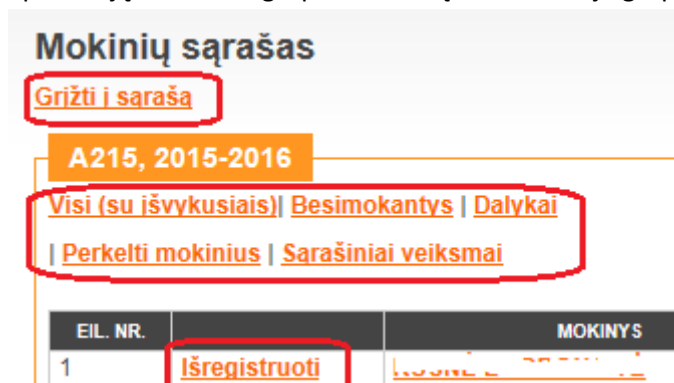 Mokinių sąrašas
Grįžti į sąrašą
A215, 2015-2016
Visi (su išvykusiais)| Besimokantys | Dalykai
| Perkelti mokinius | Sąrašiniai veiksmai
EIL. NR. MOKINYS
1 Išregistruoti